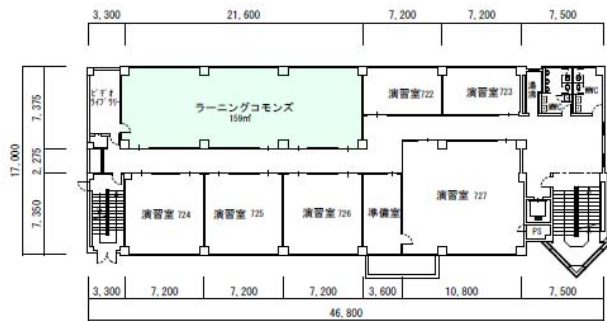 3,300
21,600
7,200
7,200
7,500
17,000
7,375
2,275
7,350
ビデオ
ライブラリー
ラーニングコモンズ
159㎡
演習室722
演習室723
湯沸
WC
WC
演習室 724
演習室 725
演習室 726
準備室
演習室 727
PS
3,300
7,200
7,200
7,200
3,600
10,800
7,500
46,800